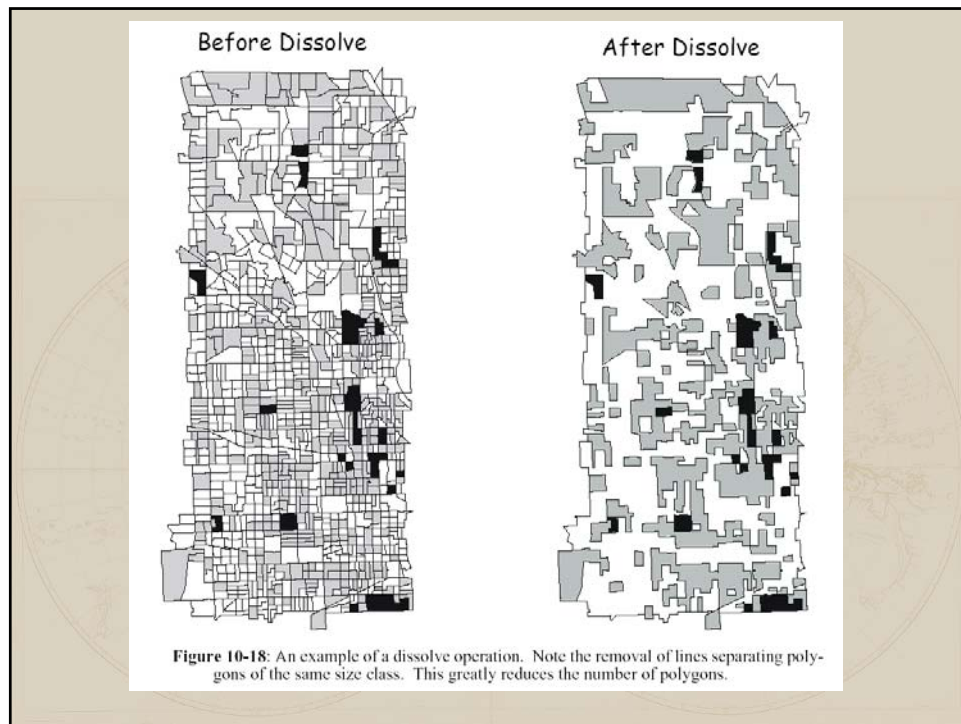 Before Dissolve
After Dissolve
Figure 10-18: An example of a dissolve operation. Note the removal of lines separating poly-
gons of the same size class. This greatly reduces the number of polygons.